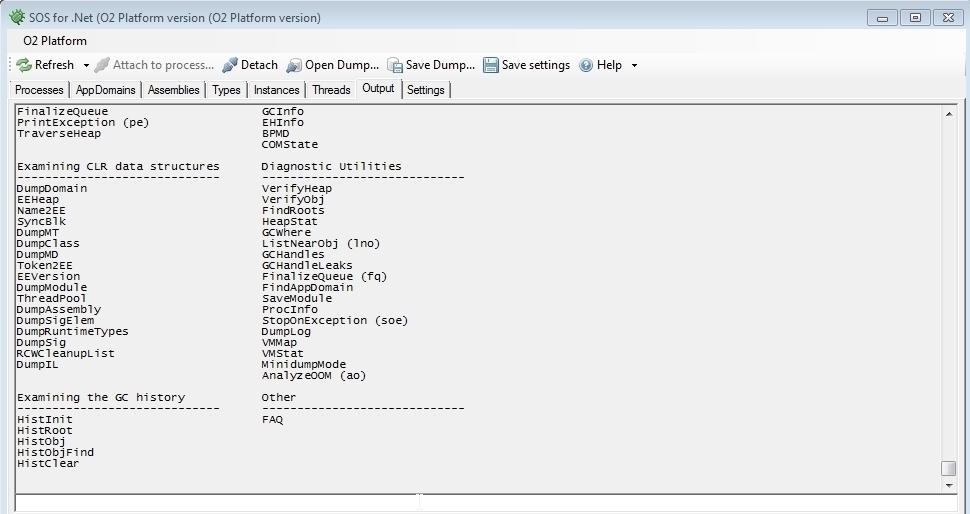 SOS for .Net (O2 Platform version (O2 Platform version)
O2 Platform
Refresh Attach to process... Detach Open Dump... Save Dump... Save settings Help
Processes AppDomains Assemblies Types Instances Threads Output Settings
FinalizeQueue GCInfo
PrintException (pe) EHInfo
TraverseHeap BPMD
COMState
Examining CLR data structures Diagnostic Utilities
----------------------------- -----------------------------
DumpDomain VerifyHeap
EEHeap VerifyObj
Name2EE FindRoots
SyncBlk HeapStat
DumpMT GCWhere
DumpClass ListNearObj (lno)
DumpMD GCHandles
Token2EE GCHandleLeaks
EEVersion FinalizeQueue (fq)
DumpModule FindAppDomain
ThreadPool SaveModule
DumpAssembly ProcInfo
DumpSigElem StopOnException (soe)
DumpRuntimeTypes DumpLog
DumpSig VMMap
RCWCleanupList VMStat
DumpIL MinidumpMode
AnalyzeOOM (ao)
Examining the GC history Other
----------------------------- -----------------------------
HistInit FAQ
HistRoot
HistObj
HistObjFind
HistClear